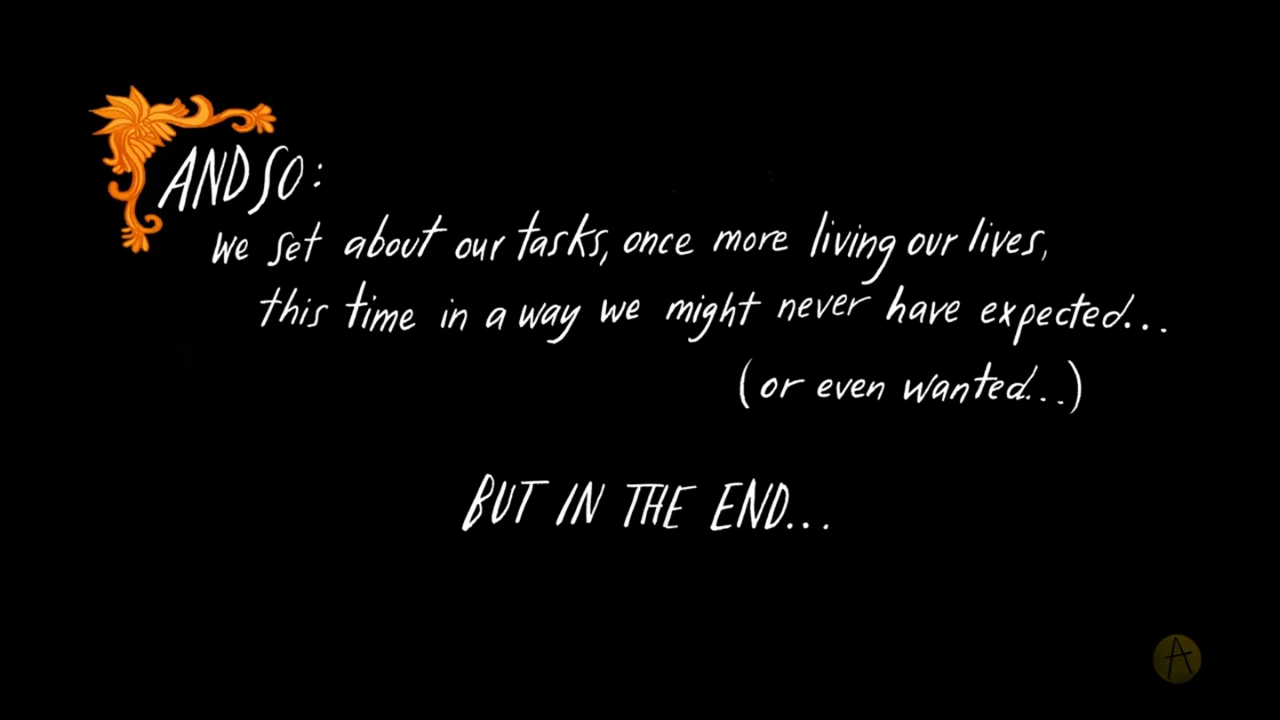 AND SO:
we set about our tasks, once more living our lives,
this time in a way we might never have expected...
(or even wanted...)
BUT IN THE END...
A